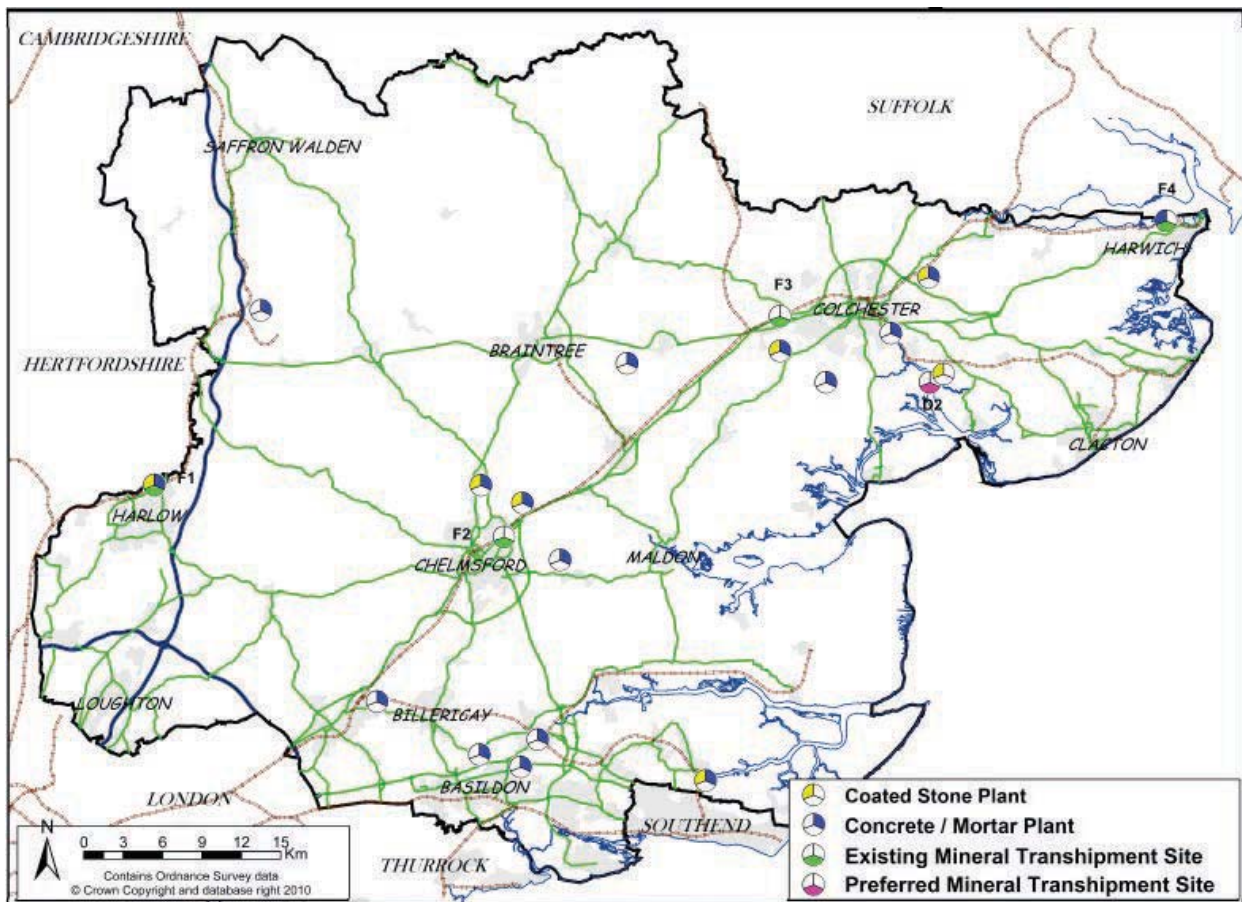 CAMBRIDGESHIRE
SUFFOLK
SAFFRON WALDEN
F4
HARWICH
F3
COLCHESTER
HERTFORDSHIRE
BRAINTREE
D2
CLACTON
F1
HARLOW
F2
CHELMSFORD
MALDON
LOUGHTON
BILLERICAY
BASILDON
LONDON
SOUTHEND
THURROCK
N
0 3 6 9 12 15
Km
Contains Ordnance Survey data
© Crown Copyright and database right 2010
Coated Stone Plant
Concrete / Mortar Plant
Existing Mineral Transhipment Site
Preferred Mineral Transhipment Site